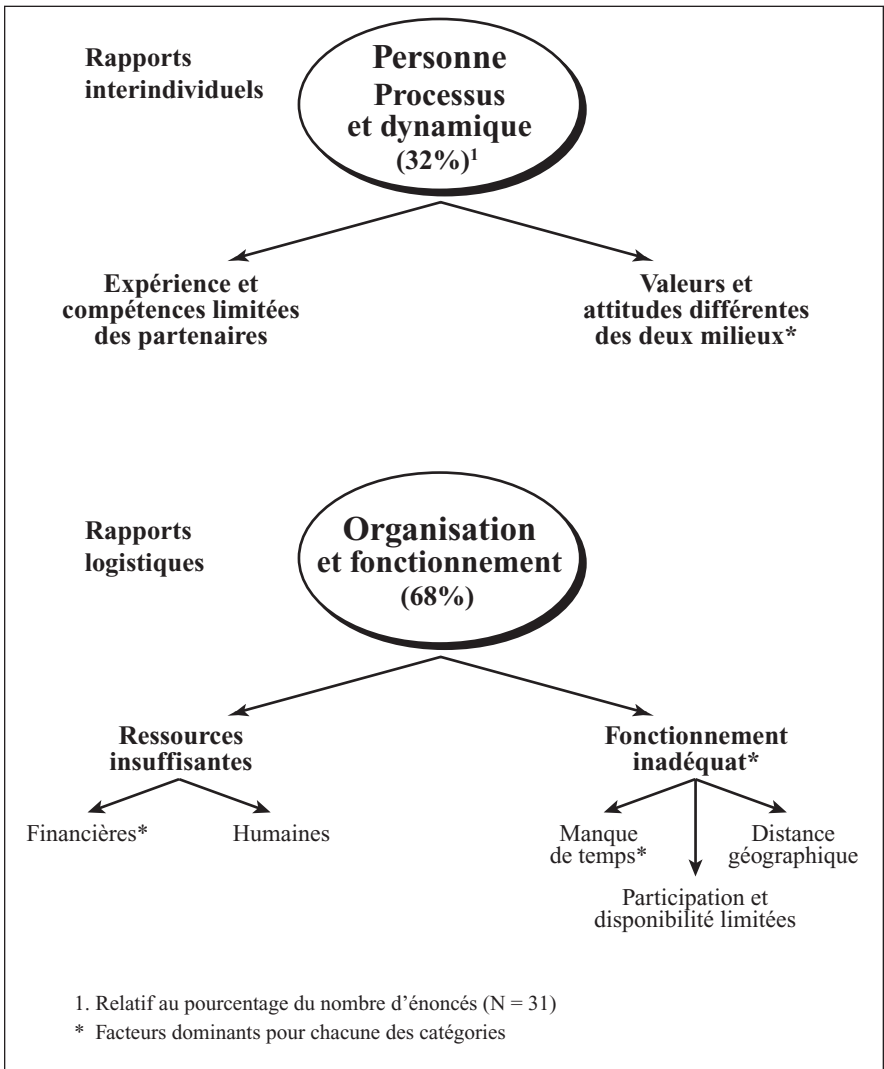 Rapports
interindividuels
Personne
Processus
et dynamique
(32%)¹
Expérience et
compétences limitées
des partenaires
Valeurs et
attitudes différentes
des deux milieux*
Rapports
logistiques
Organisation
et fonctionnement
(68%)
Ressources
insuffisantes
Fonctionnement
inadéquat*
Financières*
Humaines
Manque
de temps*
Distance
géographique
Participation et
disponibilité limitées
1. Relatif au pourcentage du nombre d'énoncés (N = 31)
* Facteurs dominants pour chacune des catégories